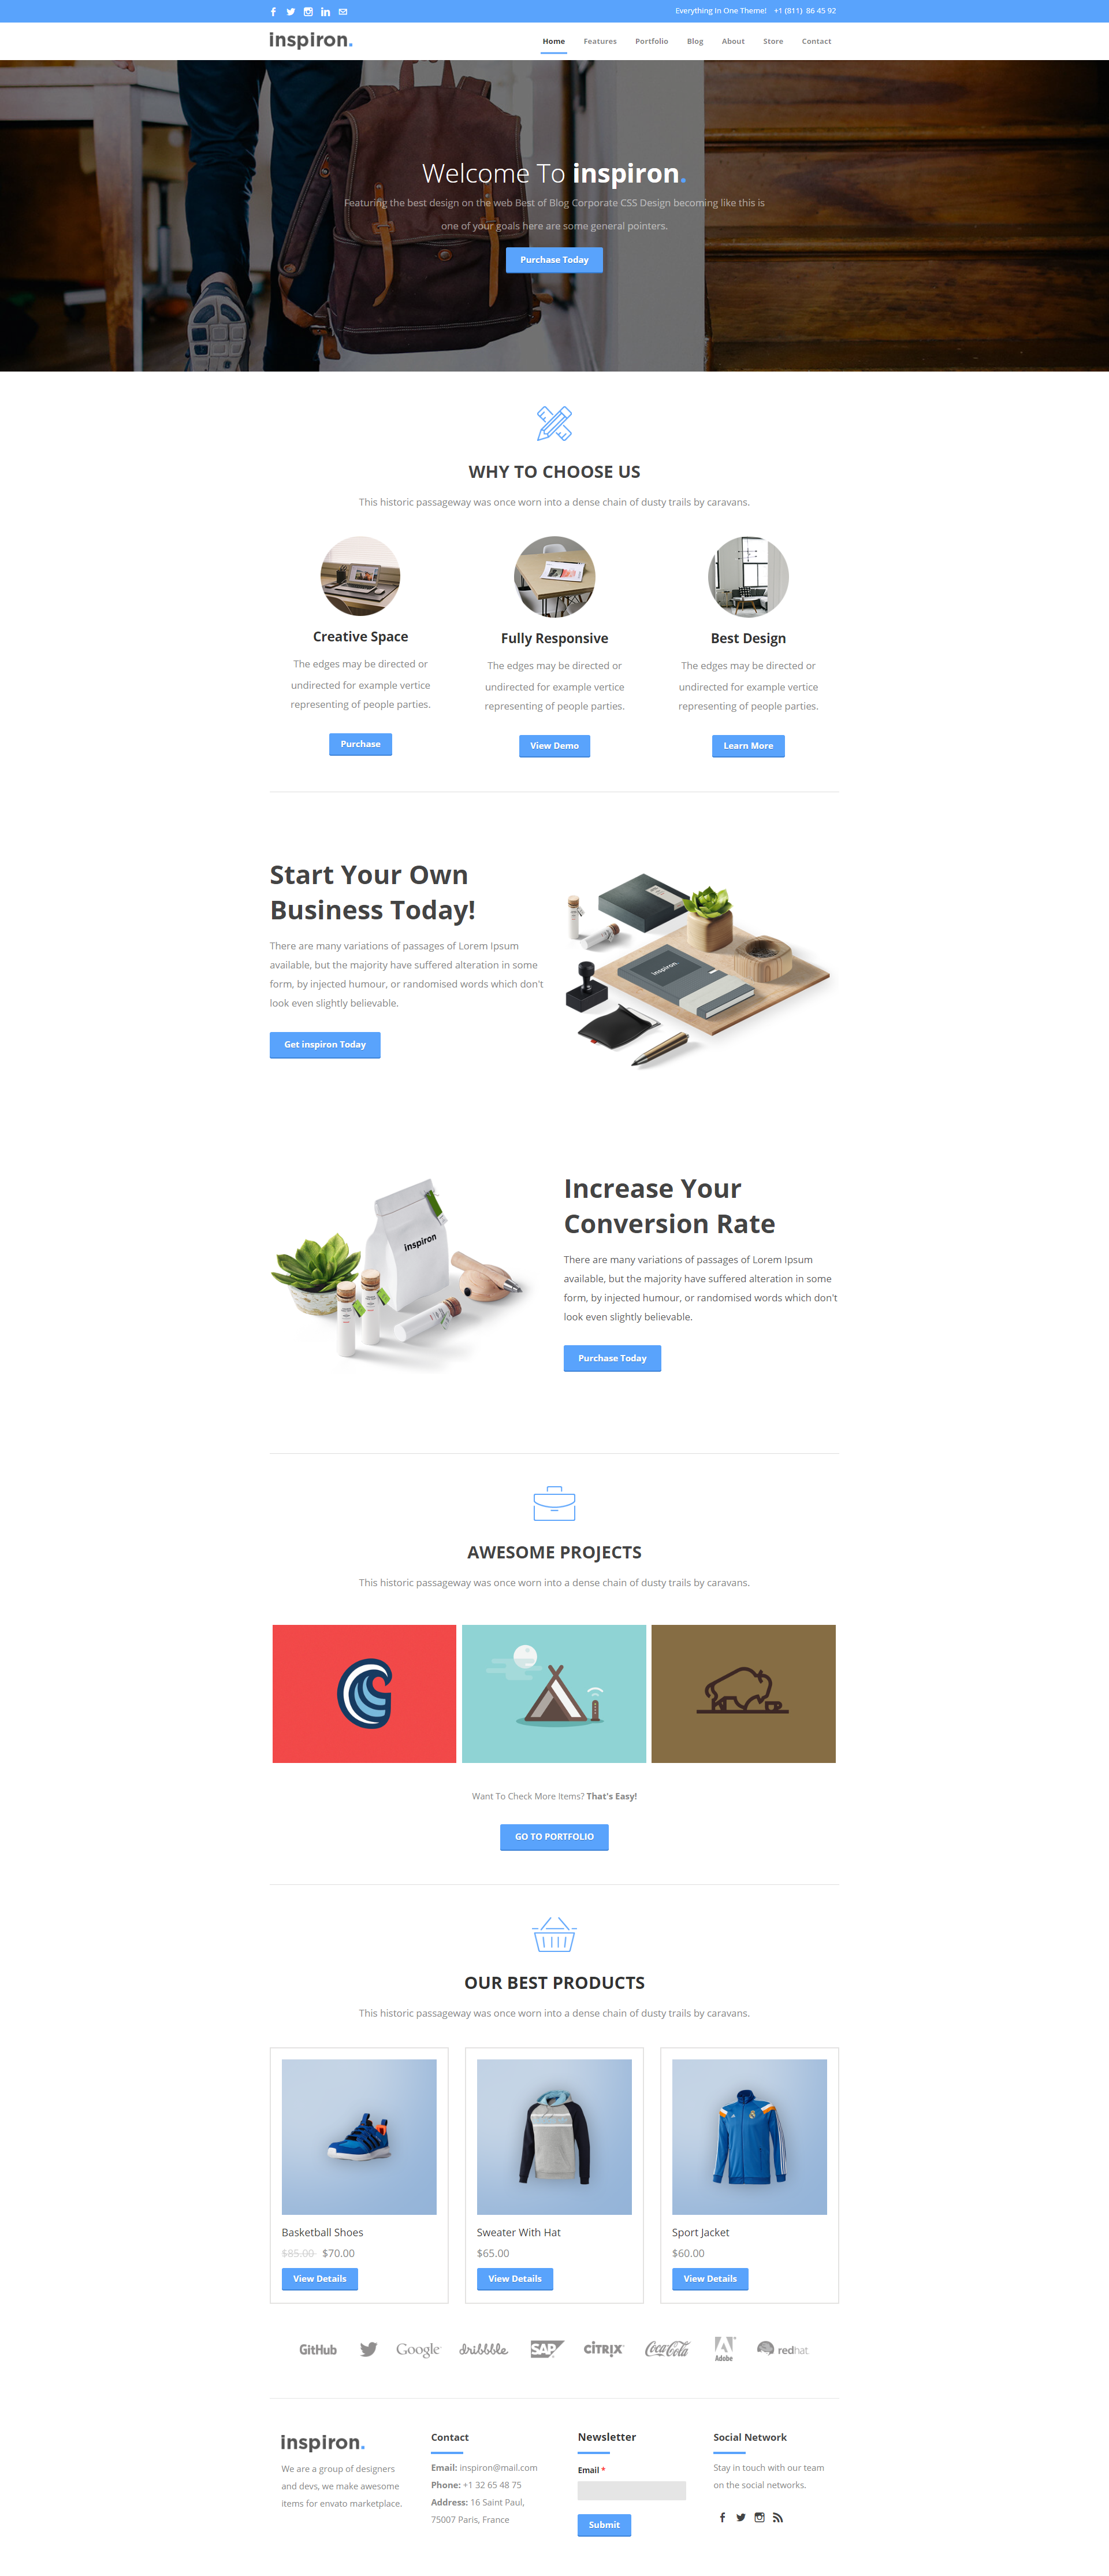 Everything In One Theme! +1 (811) 86 45 92
inspiron.
Home Features Portfolio Blog About Store Contact
Welcome To inspiron.
Featuring the best design on the web Best of Blog Corporate CSS Design becoming like this is
one of your goals here are some general pointers.
Purchase Today
WHY TO CHOOSE US
This historic passageway was once worn into a dense chain of dusty trails by caravans.
Creative Space
The edges may be directed or
undirected for example vertice
representing of people parties.
Purchase
Fully Responsive
The edges may be directed or
undirected for example vertice
representing of people parties.
View Demo
Best Design
The edges may be directed or
undirected for example vertice
representing of people parties.
Learn More
Start Your Own
Business Today!
There are many variations of passages of Lorem Ipsum
available, but the majority have suffered alteration in some
form, by injected humour, or randomised words which don't
look even slightly believable.
Get inspiron Today
inspiron.
inspiron
Increase Your
Conversion Rate
There are many variations of passages of Lorem Ipsum
available, but the majority have suffered alteration in some
form, by injected humour, or randomised words which don't
look even slightly believable.
Purchase Today
AWESOME PROJECTS
This historic passageway was once worn into a dense chain of dusty trails by caravans.
Want To Check More Items? That's Easy!
GO TO PORTFOLIO
OUR BEST PRODUCTS
This historic passageway was once worn into a dense chain of dusty trails by caravans.
Basketball Shoes
$85.00 $70.00
View Details
Sweater With Hat
$65.00
View Details
Sport Jacket
$60.00
View Details
GitHub Google dribbble SAP CITRIX Coca-Cola Adobe redhat
inspiron.
We are a group of designers
and devs, we make awesome
items for envato marketplace.
Contact
Email: inspiron@mail.com
Phone: +1 32 65 48 75
Address: 16 Saint Paul,
75007 Paris, France
Newsletter
Email *
Submit
Social Network
Stay in touch with our team
on the social networks.